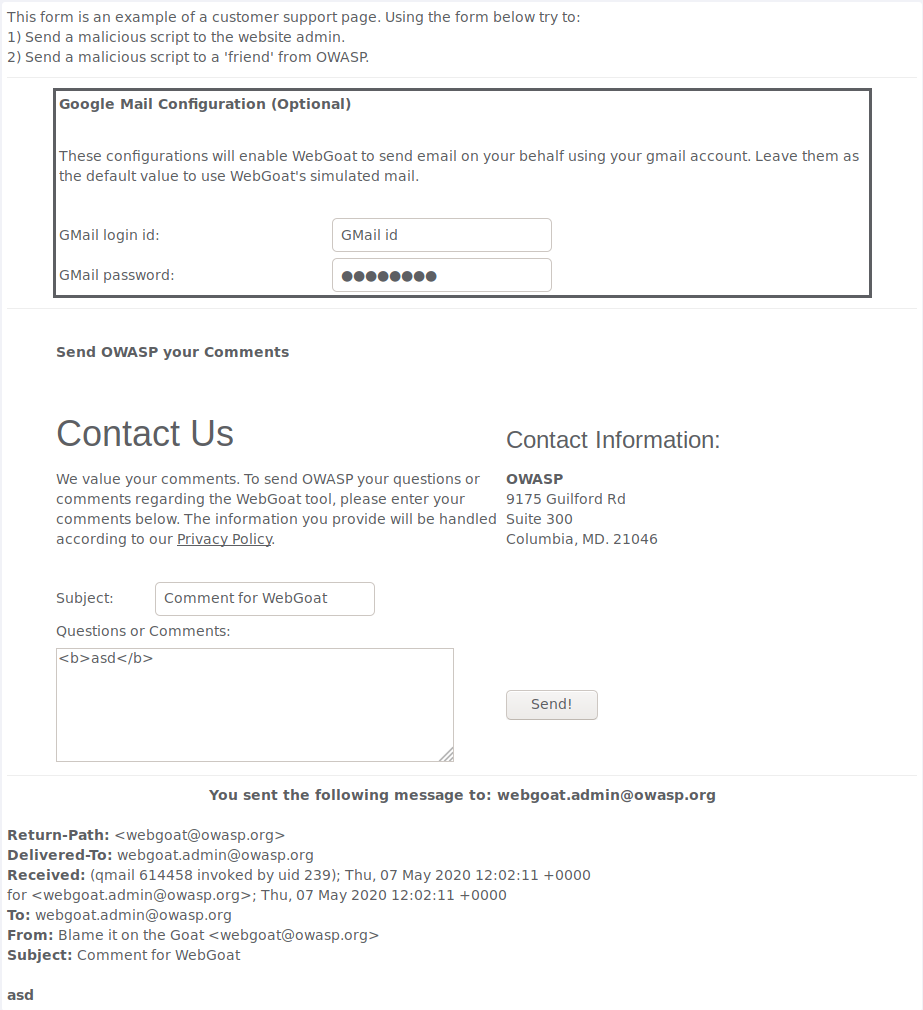 This form is an example of a customer support page. Using the form below try to:
1) Send a malicious script to the website admin.
2) Send a malicious script to a 'friend' from OWASP.
Google Mail Configuration (Optional)
These configurations will enable WebGoat to send email on your behalf using your gmail account. Leave them as
the default value to use WebGoat's simulated mail.
GMail login id: GMail id
GMail password: ●●●●●●●●
Send OWASP your Comments
Contact Us
We value your comments. To send OWASP your questions or
comments regarding the WebGoat tool, please enter your
comments below. The information you provide will be handled
according to our Privacy Policy.
Contact Information:
OWASP
9175 Guilford Rd
Suite 300
Columbia, MD. 21046
Subject: Comment for WebGoat
Questions or Comments:
<b>asd</b>
Send!
You sent the following message to: webgoat.admin@owasp.org
Return-Path: <webgoat@owasp.org>
Delivered-To: webgoat.admin@owasp.org
Received: (qmail 614458 invoked by uid 239); Thu, 07 May 2020 12:02:11 +0000
for <webgoat.admin@owasp.org>; Thu, 07 May 2020 12:02:11 +0000
To: webgoat.admin@owasp.org
From: Blame it on the Goat <webgoat@owasp.org>
Subject: Comment for WebGoat
asd